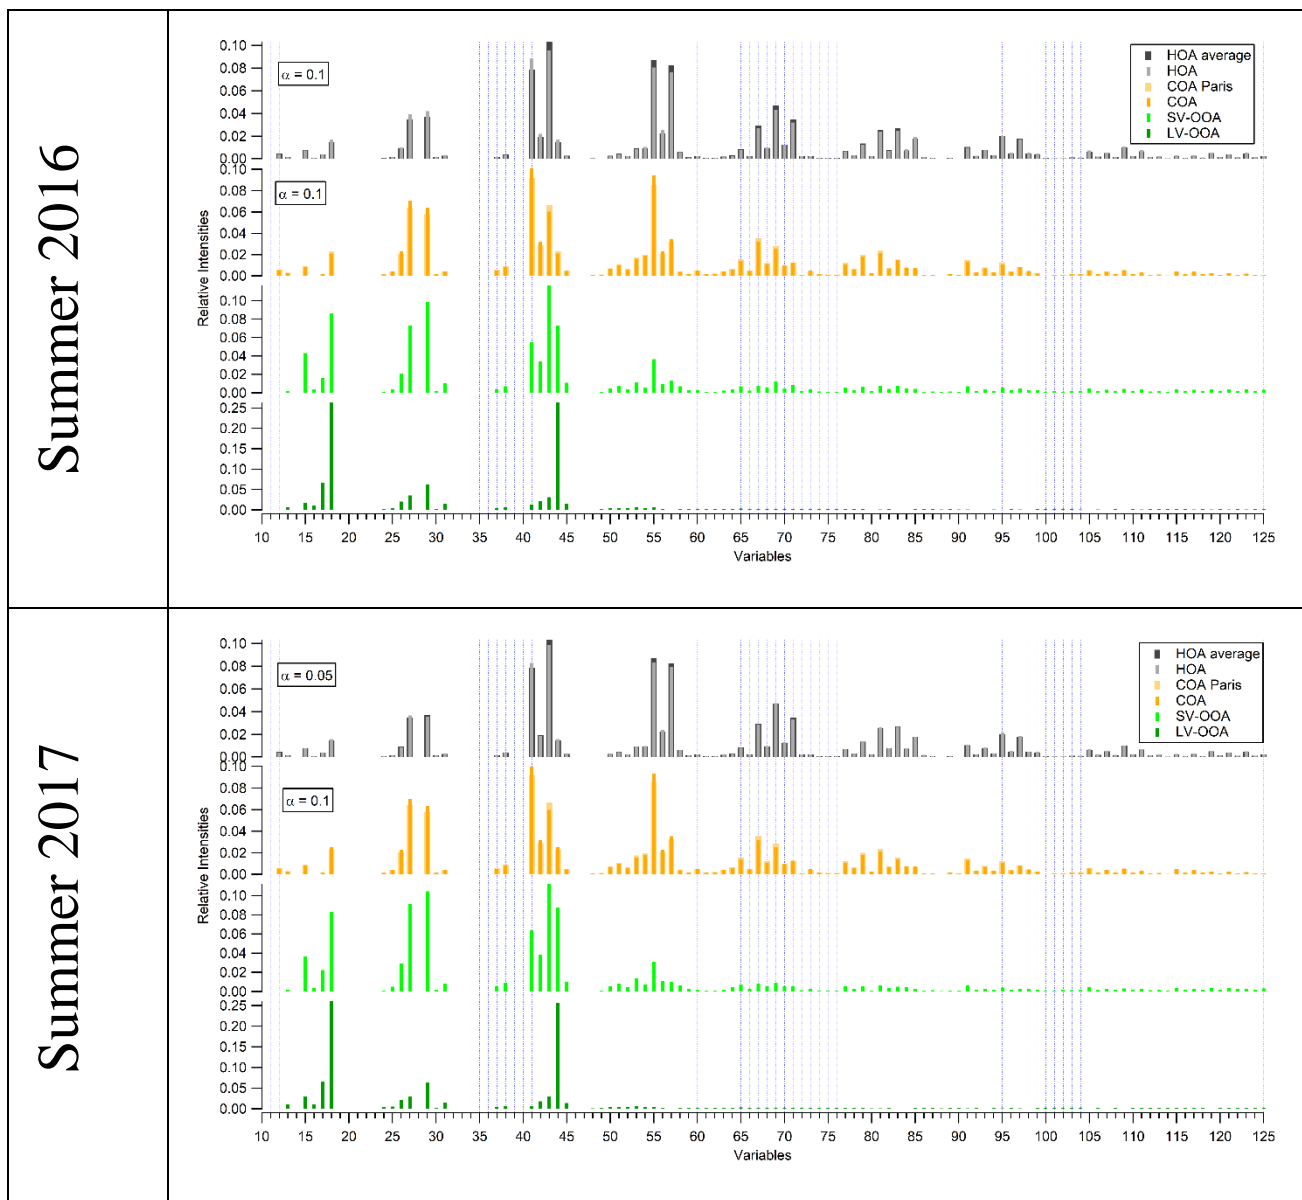 Summer 2016
Relative Intensities
0.10
0.08
0.06
0.04
0.02
0.00
α = 0.1
HOA average
HOA
COA Paris
COA
SV-OOA
LV-OOA
0.10
0.08
0.06
0.04
0.02
0.00
α = 0.1
0.10
0.08
0.06
0.04
0.02
0.00
0.25
0.20
0.15
0.10
0.05
0.00
10 15 20 25 30 35 40 45 50 55 60 65 70 75 80 85 90 95 100 105 110 115 120 125
Variables
Summer 2017
Relative Intensities
0.10
0.08
0.06
0.04
0.02
0.00
α = 0.05
HOA average
HOA
COA Paris
COA
SV-OOA
LV-OOA
0.10
0.08
0.06
0.04
0.02
0.00
α = 0.1
0.10
0.08
0.06
0.04
0.02
0.00
0.25
0.20
0.15
0.10
0.05
0.00
10 15 20 25 30 35 40 45 50 55 60 65 70 75 80 85 90 95 100 105 110 115 120 125
Variables